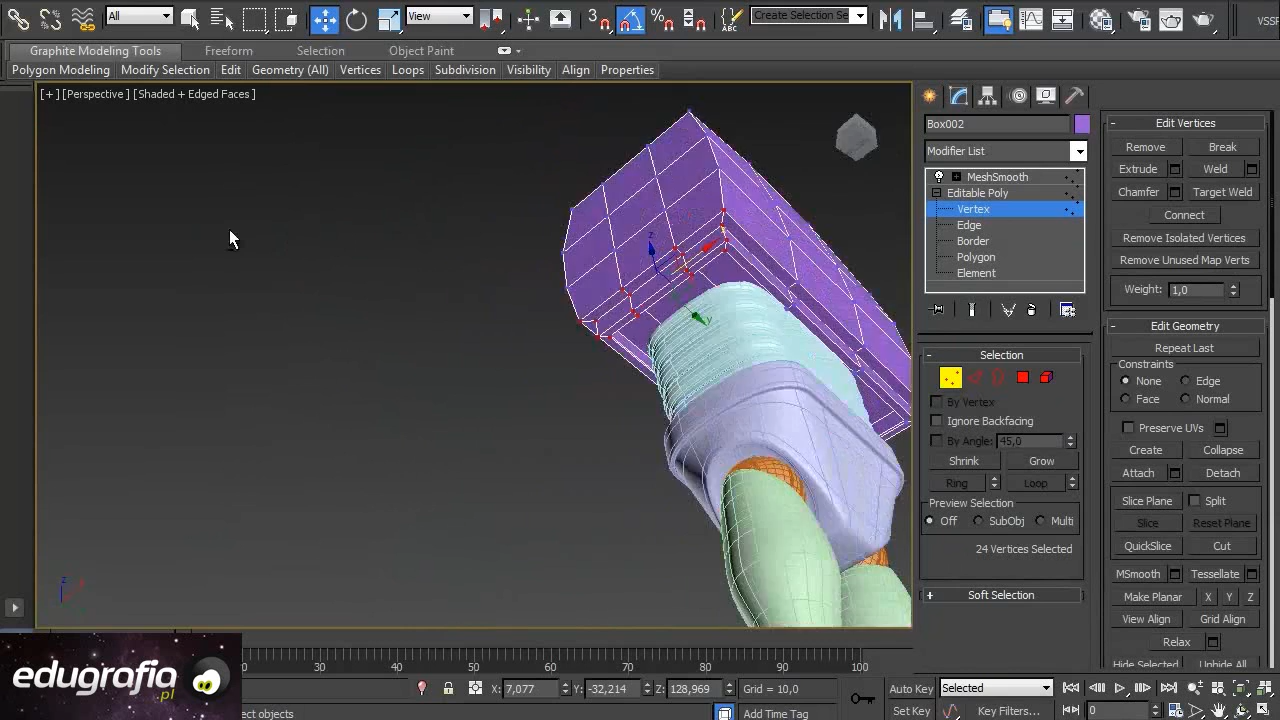 All
View
3
%
ABC
Create Selection Se
VSSF
Graphite Modeling Tools Freeform Selection Object Paint
Polygon Modeling Modify Selection Edit Geometry (All) Vertices Loops Subdivision Visibility Align Properties
[ + ] [Perspective ] [Shaded + Edged Faces ]
z
y
z
Box002
Modifier List
MeshSmooth
Editable Poly
Vertex
Edge
Border
Polygon
Element
- Selection
By Vertex
Ignore Backfacing
By Angle: 45,0
Shrink Grow
Ring Loop
Preview Selection
Off SubObj Multi
24 Vertices Selected
+ Soft Selection
- Edit Vertices
Remove Break
Extrude Weld
Chamfer Target Weld
Connect
Remove Isolated Vertices
Remove Unused Map Verts
Weight: 1,0
- Edit Geometry
Repeat Last
Constraints
None Edge
Face Normal
Preserve UVs
Create Collapse
Attach Detach
Slice Plane Split
Slice Reset Plane
QuickSlice Cut
MSmooth Tessellate
Make Planar X Y Z
View Align Grid Align
Relax
Hide Selected Unhide All
edugrafia
.pl
30 40 50 60 70 80 90 100
X: 7,077 Y: -32,214 Z: 128,969 Grid = 10,0
ect objects
Add Time Tag
Auto Key Selected
Set Key Key Filters... 0